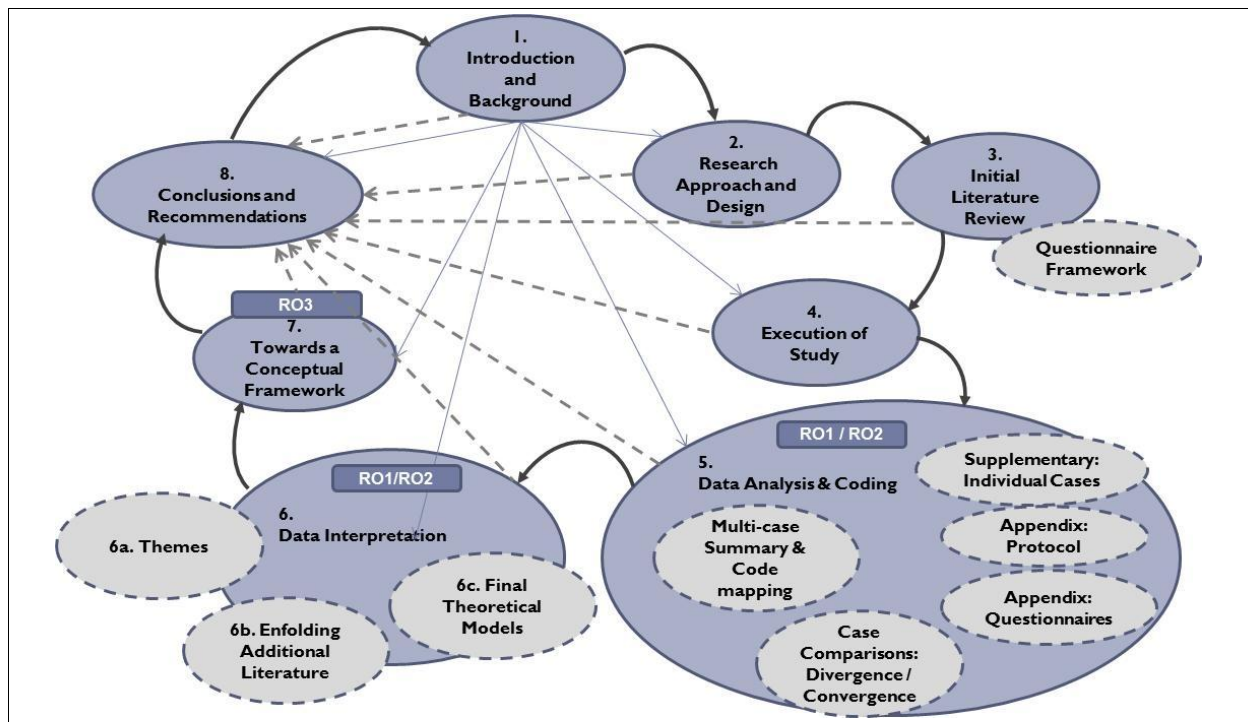 1.
Introduction
and
Background
2.
Research
Approach and
Design
3.
Initial
Literature
Review
Questionnaire
Framework
8.
Conclusions and
Recommendations
4.
Execution of
Study
RO3
7.
Towards a
Conceptual
Framework
RO1 / RO2
5.
Data Analysis & Coding
Supplementary:
Individual Cases
Multi-case
Summary &
Code
mapping
Appendix:
Protocol
Appendix:
Questionnaires
Case
Comparisons:
Divergence /
Convergence
RO1/RO2
6.
Data Interpretation
6a. Themes
6b. Enfolding
Additional
Literature
6c. Final
Theoretical
Models